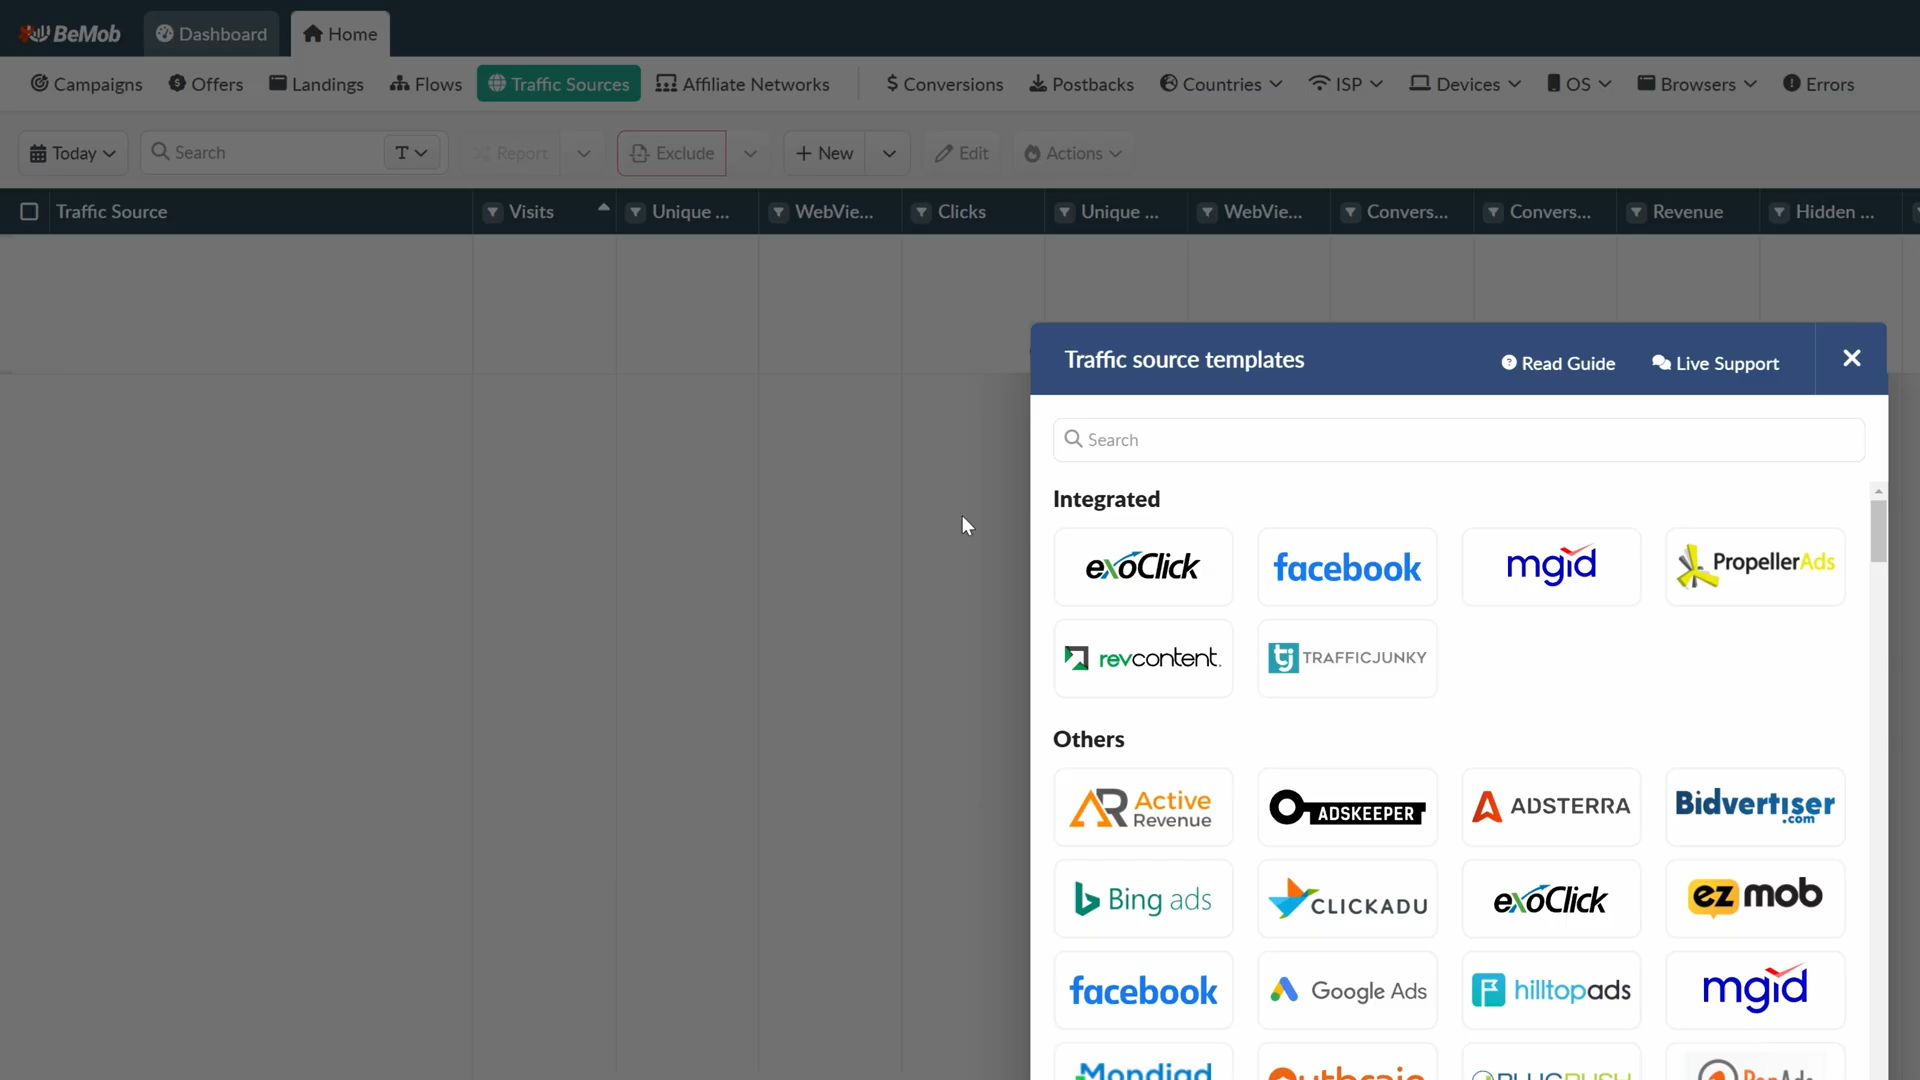 BeMob
Dashboard
Home
Campaigns
Offers
Landings
Flows
Traffic Sources
Affiliate Networks
Conversions
Postbacks
Countries
ISP
Devices
OS
Browsers
Errors
Today
Search
T
Report
Exclude
New
Edit
Actions
Traffic Source
Visits
Unique ...
WebVie...
Clicks
Unique ...
WebVie...
Convers...
Convers...
Revenue
Hidden ...
Traffic source templates
Read Guide
Live Support
Search
Integrated
exoClick
facebook
mgid
PropellerAds
revcontent.
tj TRAFFICJUNKY
Others
Active
Revenue
ADSKEEPER
ADSTERRA
Bidvertiser
.com
Bing ads
CLICKADU
exoClick
ez mob
facebook
Google Ads
hilltopads
mgid